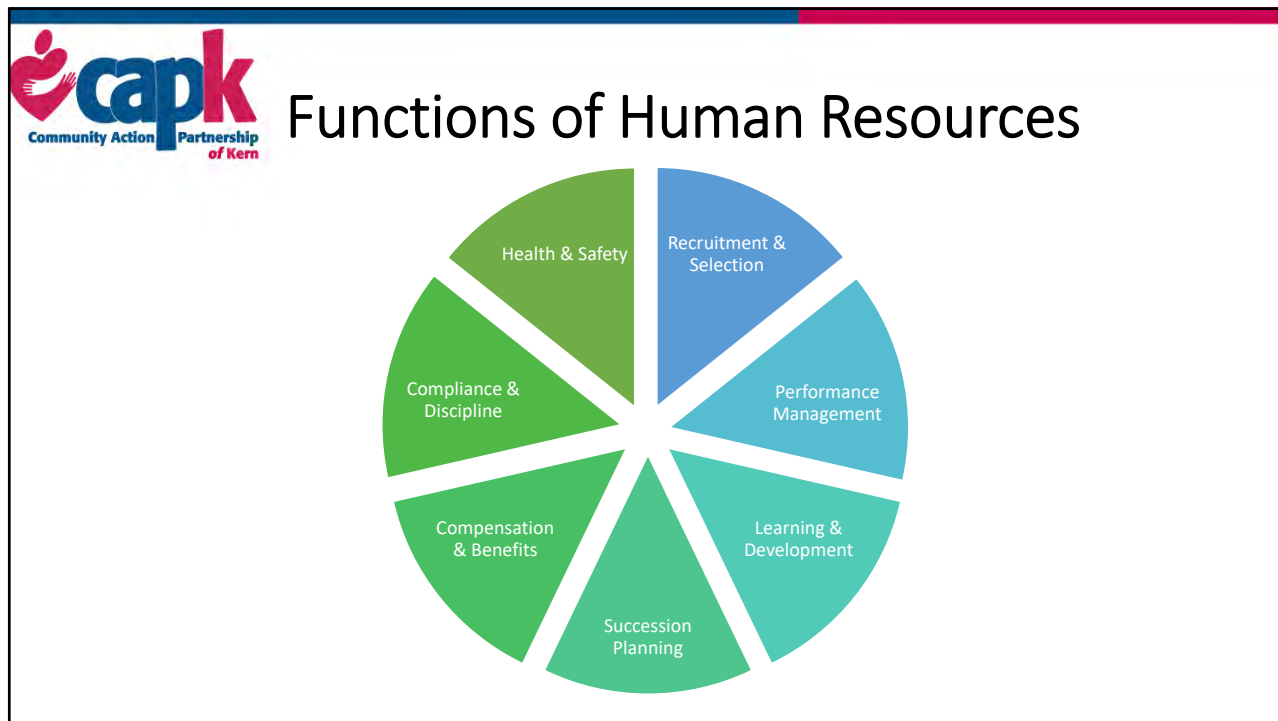 capk
Community Action Partnership
of Kern
Functions of Human Resources
Health & Safety
Recruitment &
Selection
Performance
Management
Learning &
Development
Succession
Planning
Compensation
& Benefits
Compliance &
Discipline